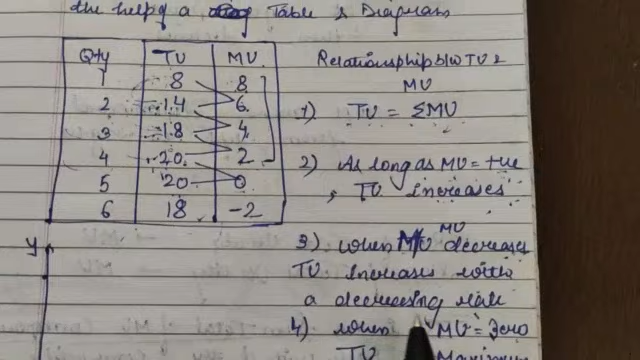 the help of a Table & Diagram
Qty TU MU
1 8 8
2 14 6
3 18 4
4 20 2
5 20 0
6 18 -2
Relationship b/w TU &
MU
1) TU = ΣMU
2) As long as MU = +ve
, TU increases
3) when MU decreases
TU increases with
a decreasing rate
4) when MU = Zero
TU Maximum
y